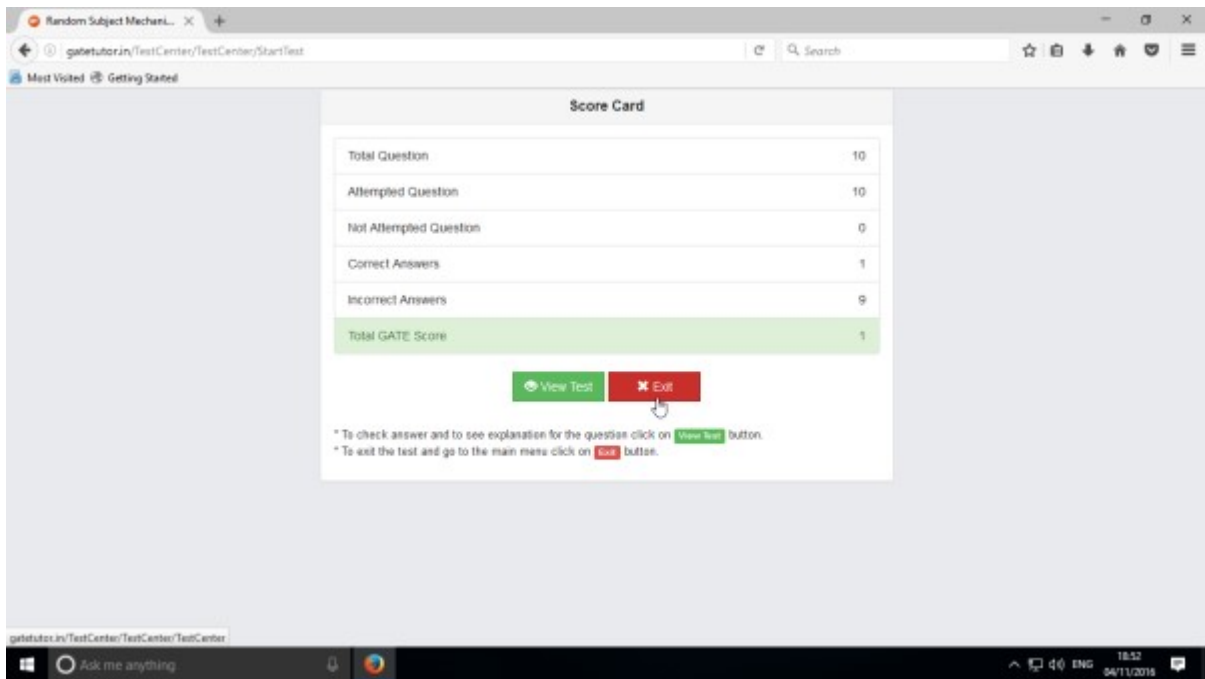 Random Subject Mechani...
gatetutor.in/TestCenter/TestCenter/StartTest
Search
Most Visited Getting Started
Score Card
Total Question 10
Attempted Question 10
Not Attempted Question 0
Correct Answers 1
Incorrect Answers 9
Total GATE Score 1
View Test Exit
* To check answer and to see explanation for the question click on View Test button.
* To exit the test and go to the main menu click on Exit button.
gatetutor.in/TestCenter/TestCenter/TestCenter
Ask me anything
ENG 18:52
04/11/2016